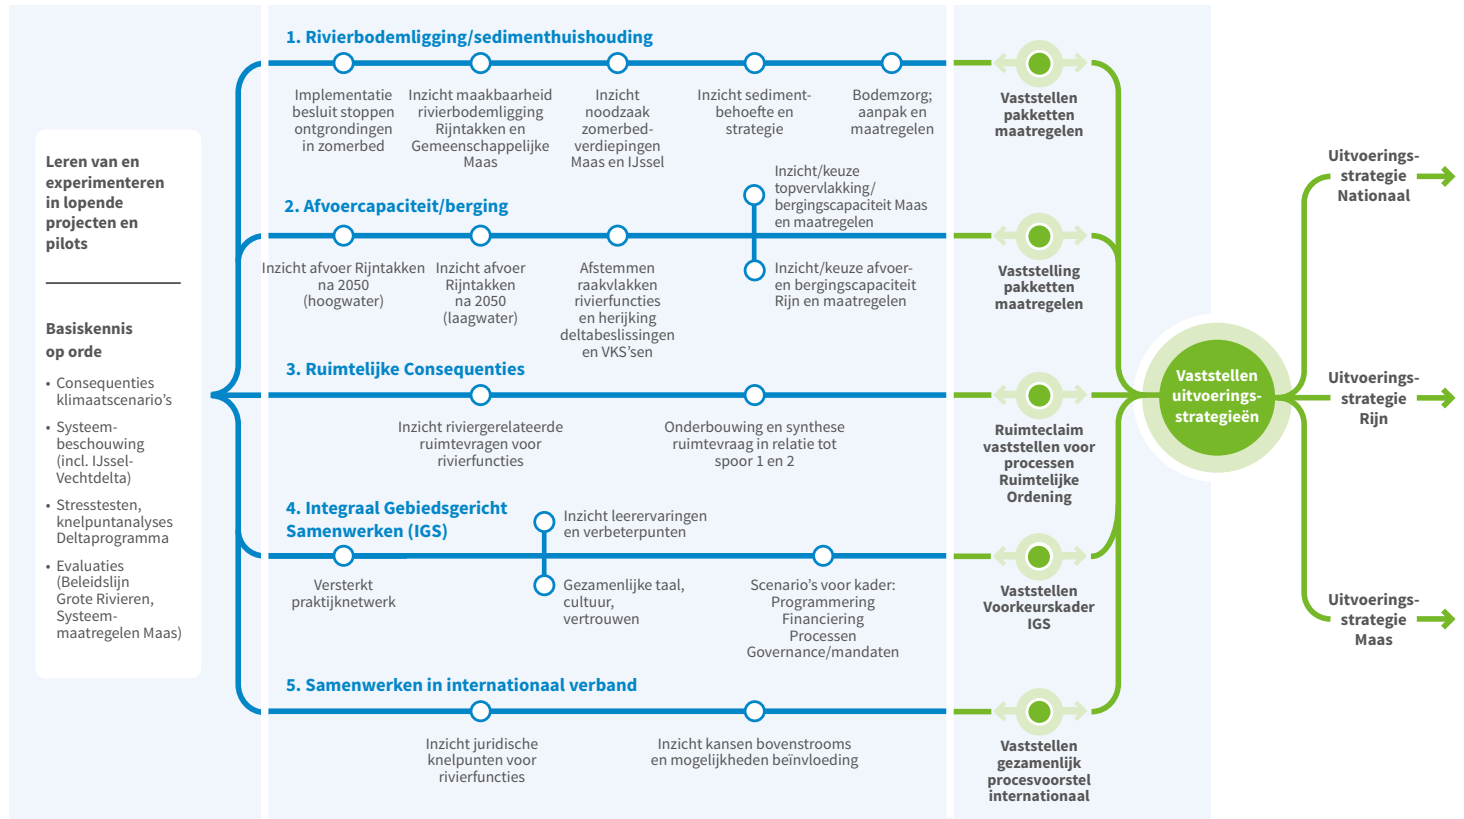 Leren van en
experimenteren
in lopende
projecten en
pilots
Basiskennis
op orde
• Consequenties
klimaatscenario’s
• Systeem-
beschouwing
(incl. IJssel-
Vechtdelta)
• Stresstesten,
knelpuntanalyses
Deltaprogramma
• Evaluaties
(Beleidslijn
Grote Rivieren,
Systeem-
maatregelen Maas)
1. Rivierbodemligging/sedimenthuishouding
Implementatie
besluit stoppen
ontgrondingen
in zomerbed
Inzicht maakbaarheid
rivierbodemligging
Rijntakken en
Gemeenschappelijke
Maas
Inzicht
noodzaak
zomerbed-
verdiepingen
Maas en IJssel
Inzicht sediment-
behoefte en
strategie
Bodemzorg;
aanpak en
maatregelen
Vaststellen
pakketten
maatregelen
2. Afvoercapaciteit/berging
Inzicht afvoer Rijntakken
na 2050
(hoogwater)
Inzicht afvoer
Rijntakken
na 2050
(laagwater)
Afstemmen
raakvlakken
rivierfuncties
en herijking
deltabeslissingen
en VKS’sen
Inzicht/keuze
topvervlakking/
bergingscapaciteit Maas
en maatregelen
Inzicht/keuze afvoer-
en bergingscapaciteit
Rijn en maatregelen
Vaststelling
pakketten
maatregelen
3. Ruimtelijke Consequenties
Inzicht riviergerelateerde
ruimtevragen voor
rivierfuncties
Onderbouwing en synthese
ruimtevraag in relatie tot
spoor 1 en 2
Ruimteclaim
vaststellen voor
processen
Ruimtelijke
Ordening
4. Integraal Gebiedsgericht
Samenwerken (IGS)
Versterkt
praktijknetwerk
Inzicht leerervaringen
en verbeterpunten
Gezamenlijke taal,
cultuur,
vertrouwen
Scenario’s voor kader:
Programmering
Financiering
Processen
Governance/mandaten
Vaststellen
Voorkeurskader
IGS
5. Samenwerken in internationaal verband
Inzicht juridische
knelpunten voor
rivierfuncties
Inzicht kansen bovenstrooms
en mogelijkheden beïnvloeding
Vaststellen
gezamenlijk
procesvoorstel
internationaal
Vaststellen
uitvoerings-
strategieën
Uitvoerings-
strategie
Nationaal
Uitvoerings-
strategie
Rijn
Uitvoerings-
strategie
Maas